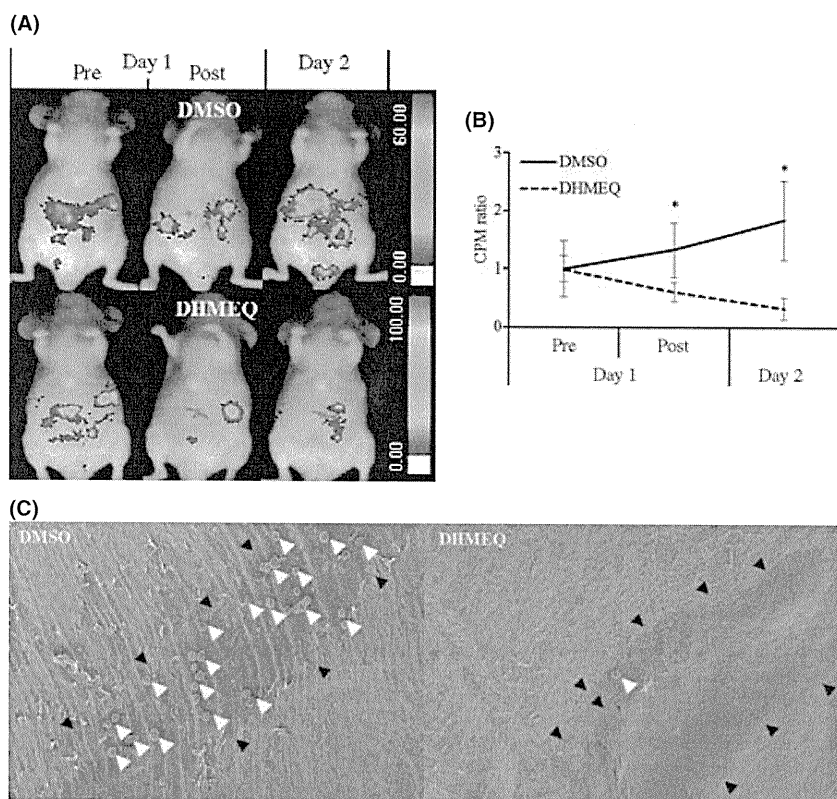 (A)
Day 1
Day 2
Pre
Post
DMSO
60.00
0.00
DHMEQ
100.00
0.00
(B)
3
2
1
0
CPM ratio
DMSO
DHMEQ
*
*
Pre
Post
Day 1
Day 2
(C)
DMSO
DHMEQ